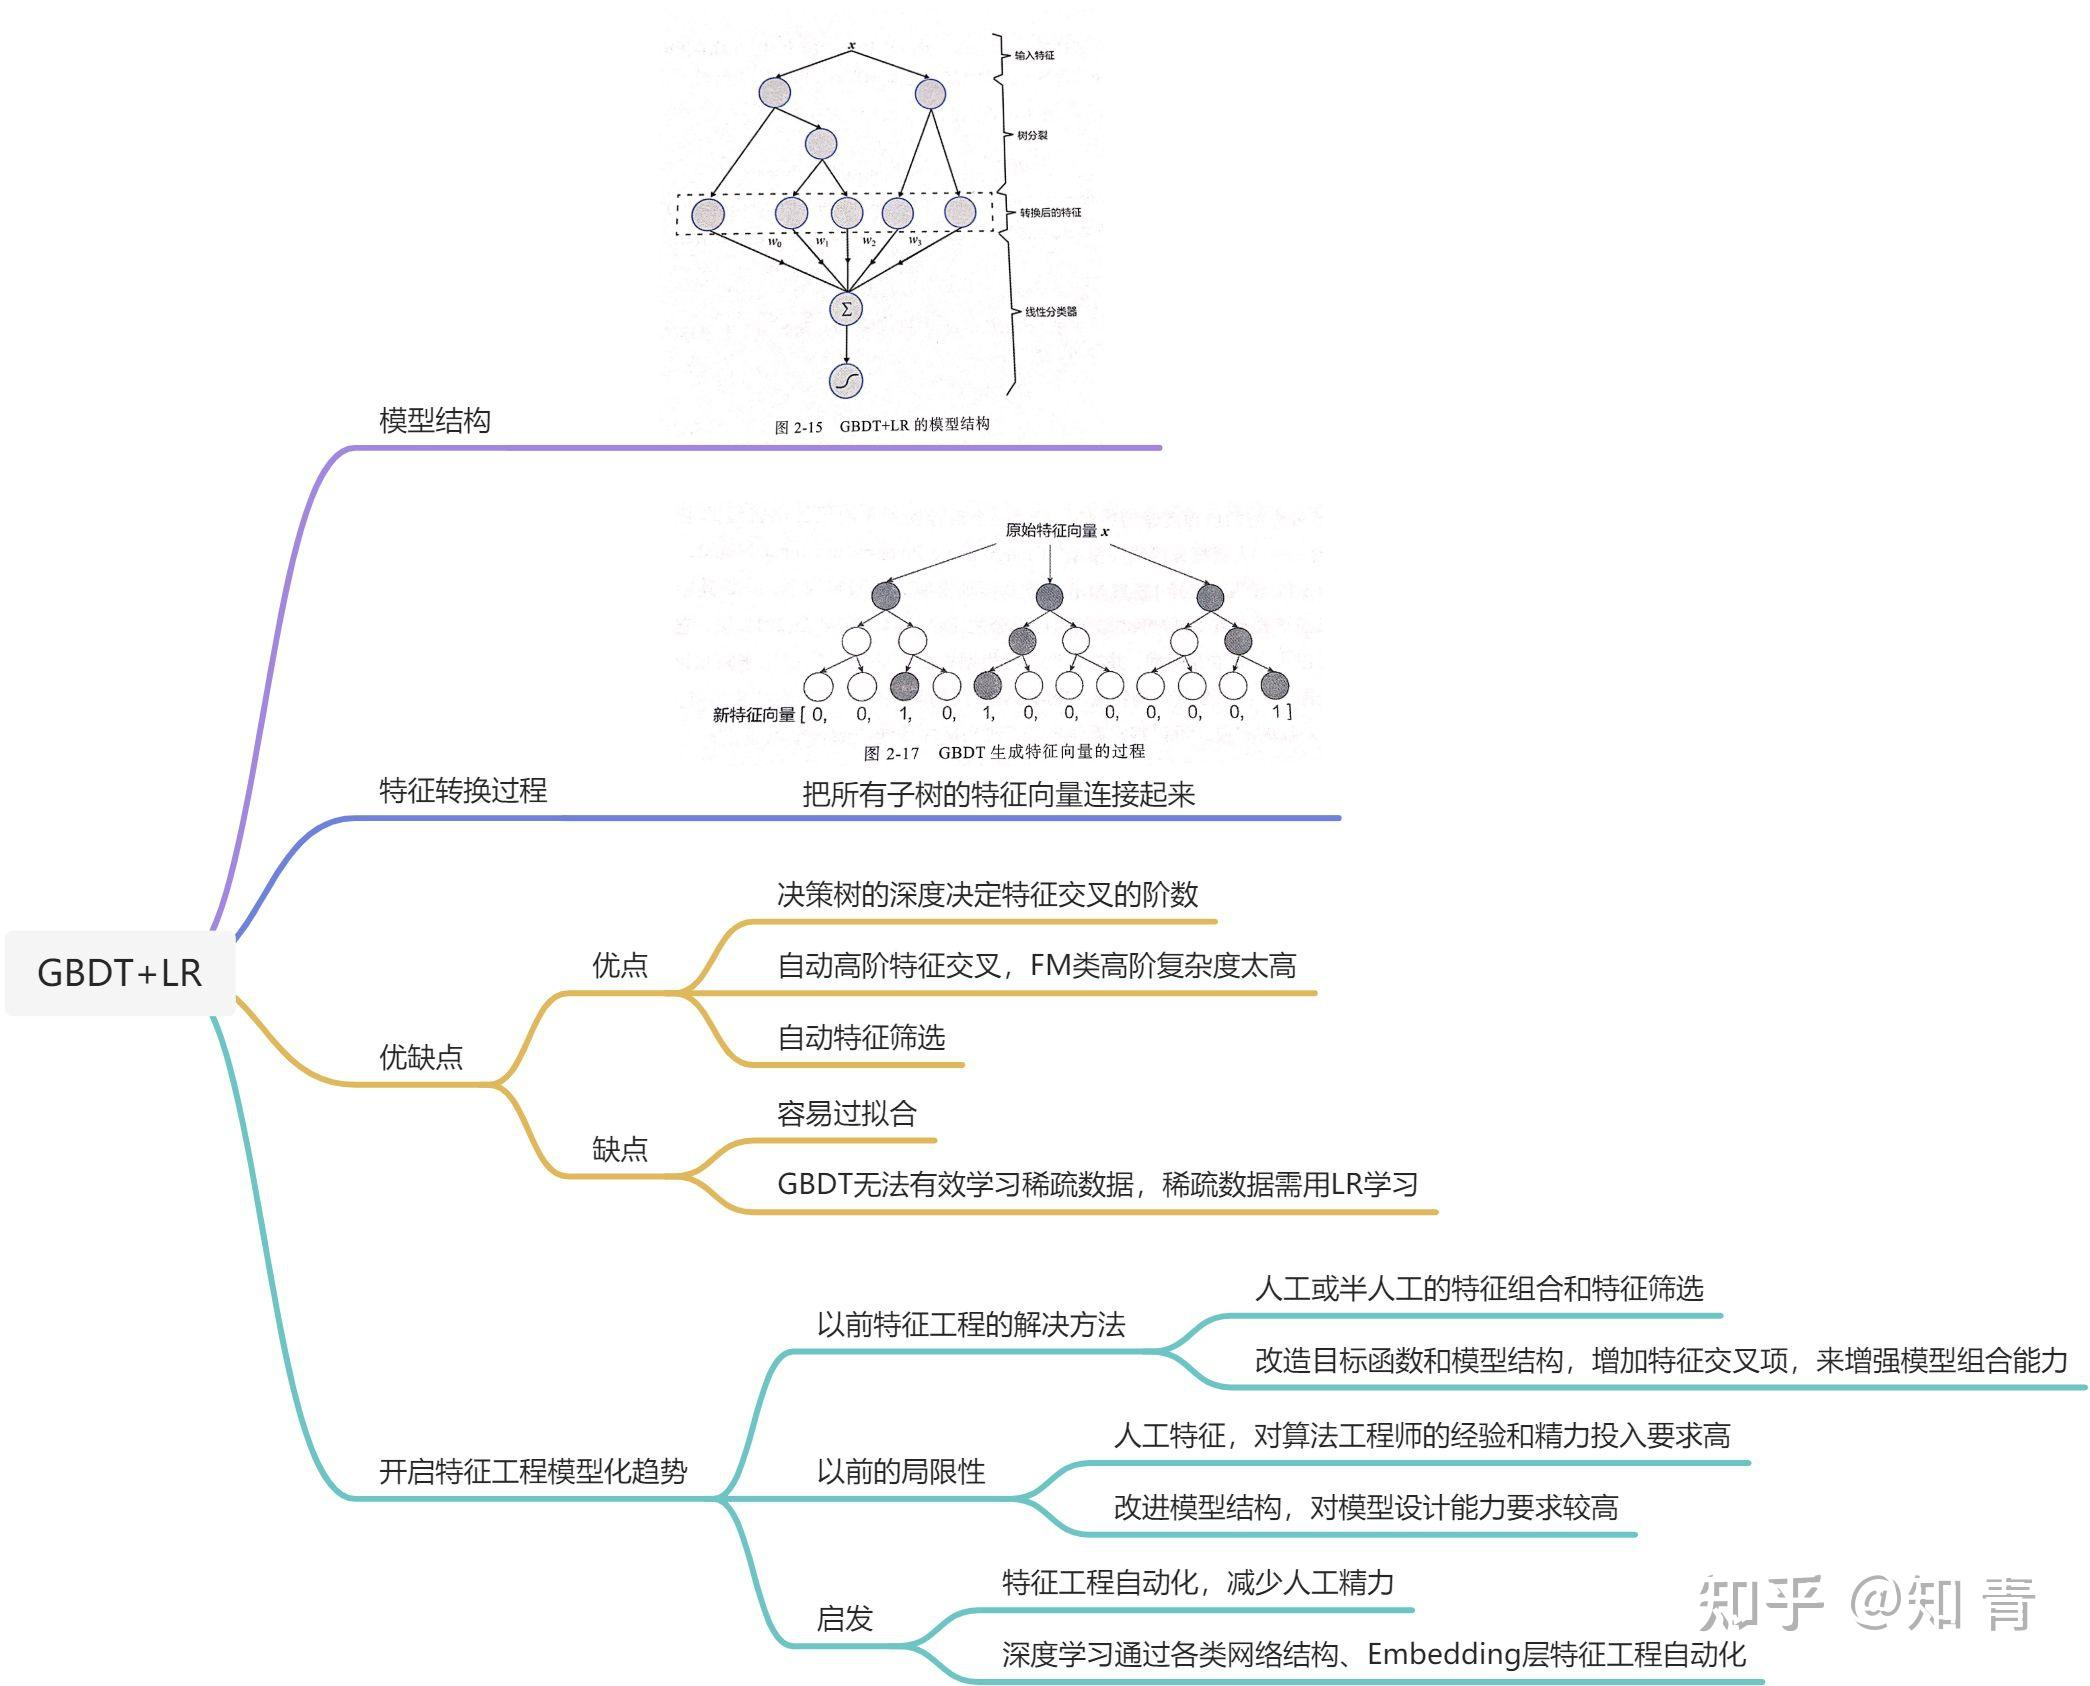 x
输入特征
树分裂
转换后的特征
w0 w1 w2 w3
Σ
线性分类器
图 2-15 GBDT+LR 的模型结构
模型结构
原始特征向量 x
新特征向量 [ 0, 0, 1, 0, 1, 0, 0, 0, 0, 0, 0, 1 ]
图 2-17 GBDT 生成特征向量的过程
特征转换过程
把所有子树的特征向量连接起来
GBDT+LR
优缺点
优点
决策树的深度决定特征交叉的阶数
自动高阶特征交叉，FM类高阶复杂度太高
自动特征筛选
缺点
容易过拟合
GBDT无法有效学习稀疏数据，稀疏数据需用LR学习
开启特征工程模型化趋势
以前特征工程的解决方法
人工或半人工的特征组合和特征筛选
改造目标函数和模型结构，增加特征交叉项，来增强模型组合能力
以前的局限性
人工特征，对算法工程师的经验和精力投入要求高
改进模型结构，对模型设计能力要求较高
启发
特征工程自动化，减少人工精力
深度学习通过各类网络结构、Embedding层特征工程自动化
知乎 @知 青